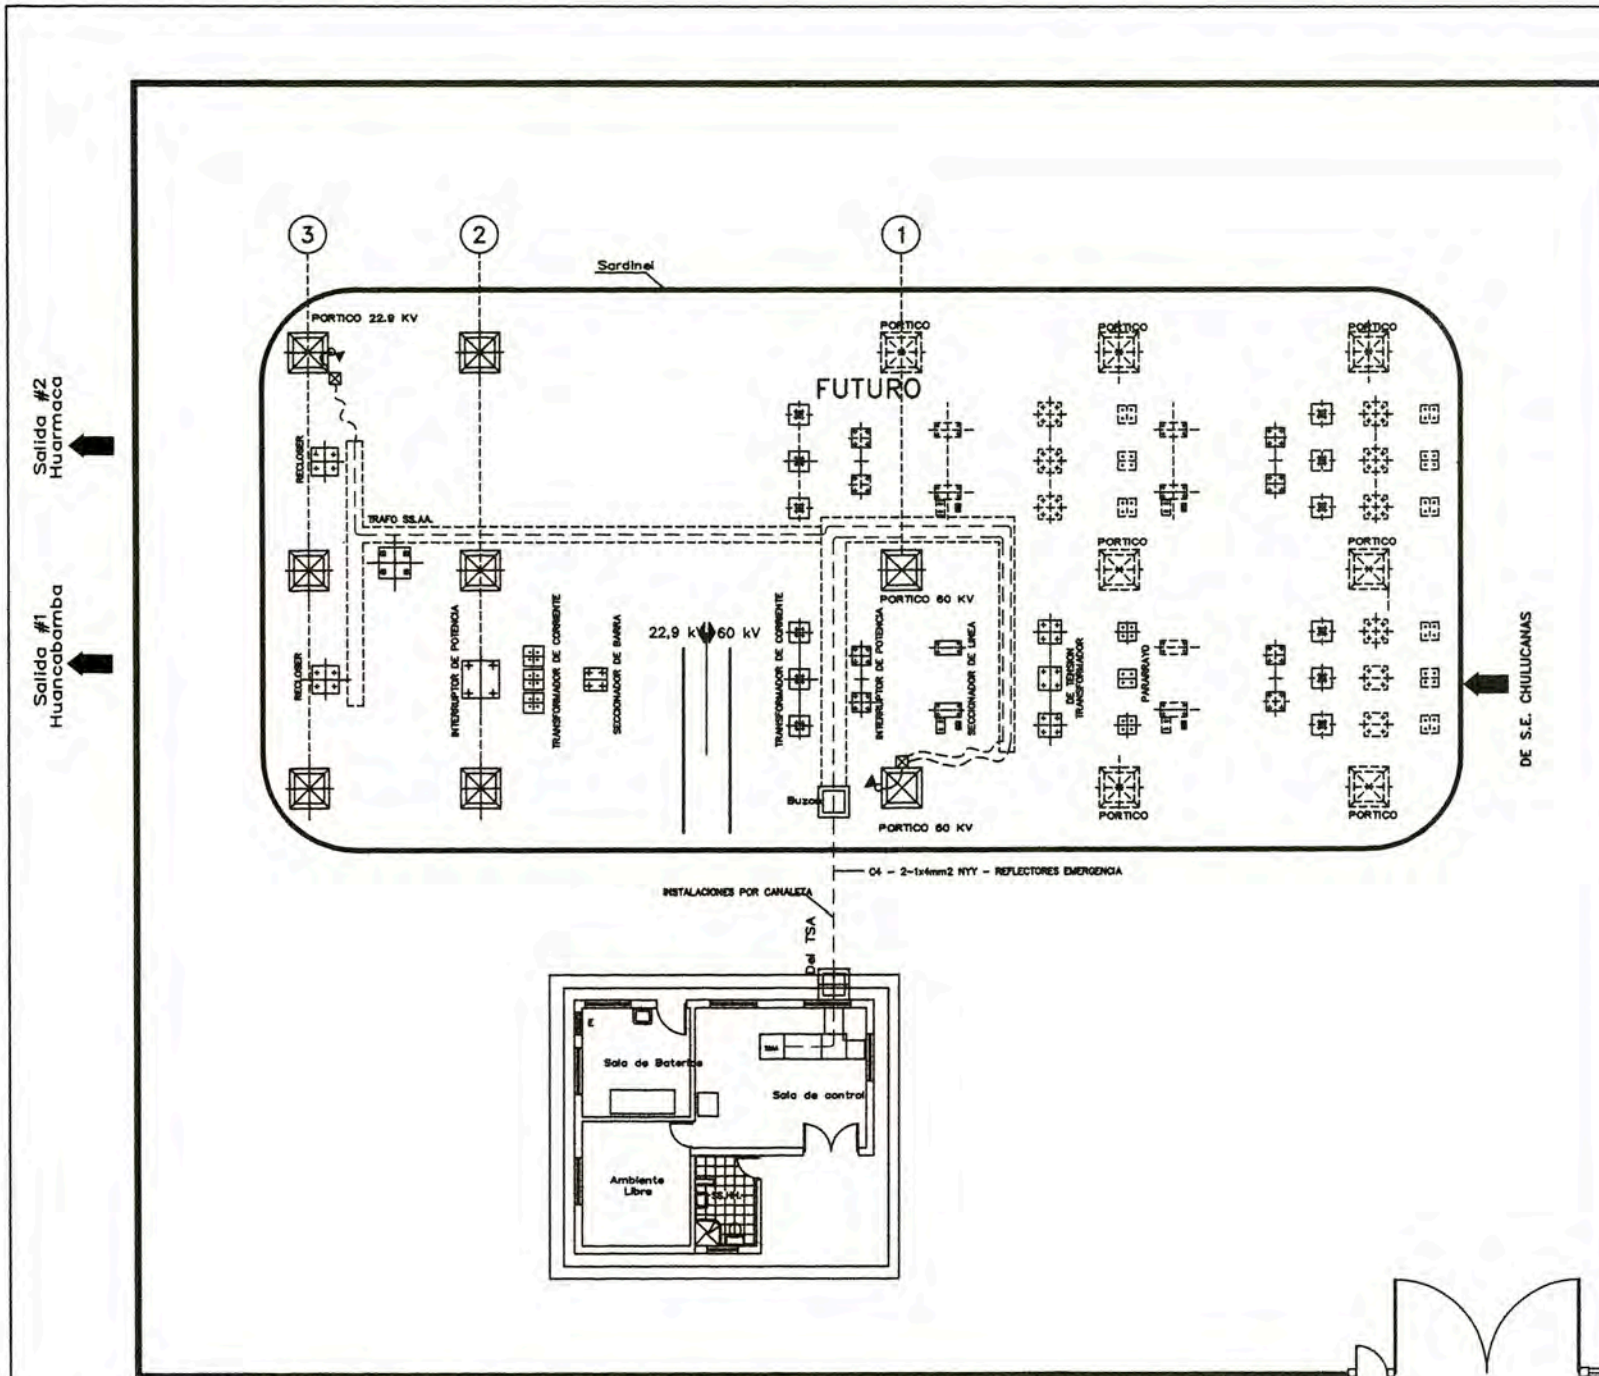 3
2
1
Sardinel
PORTICO 22.9 KV
PORTICO
PORTICO
PORTICO
FUTURO
Salida #2
Huarmaca
RECLOSER
TRAFO SS.AA.
PORTICO
PORTICO
PORTICO 60 KV
Salida #1
Huancabamba
RECLOSER
INTERRUPTOR DE POTENCIA
TRANSFORMADOR DE CORRIENTE
SECCIONADOR DE BARRA
22,9 kV
60 kV
TRANSFORMADOR DE CORRIENTE
INTERRUPTOR DE POTENCIA
SECCIONADOR DE LINEA
DE TENSION
TRANSFORMADOR
PARARRAYO
DE S.E. CHULUCANAS
Buzon
PORTICO 60 KV
PORTICO
PORTICO
C4 - 2-1x4mm2 NYY - REFLECTORES EMERGENCIA
INSTALACIONES POR CANALETA
Del TSA
E
Sala de Baterias
Sala de control
Ambiente
Libre
SS.HH.